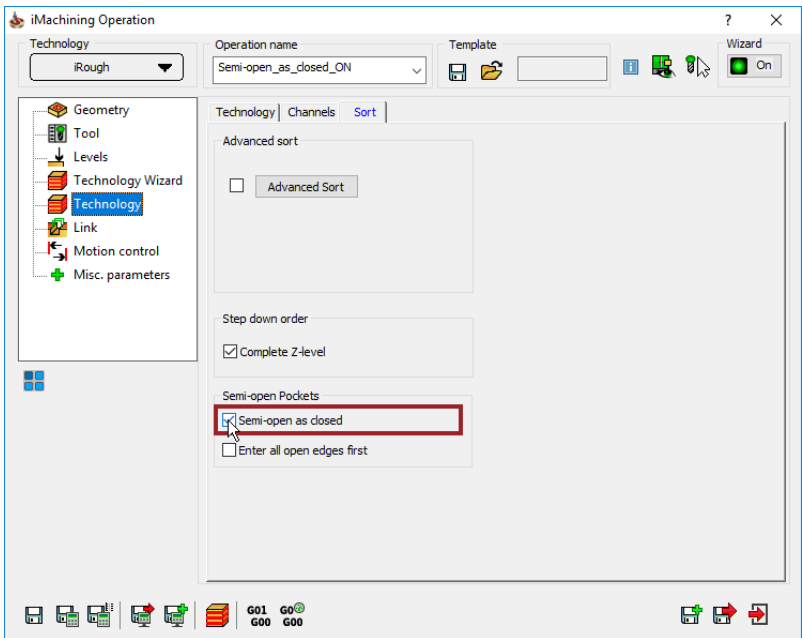 iMachining Operation
?
Technology
Operation name
Template
Wizard
iRough
Semi-open_as_closed_ON
On
Geometry
Tool
Levels
Technology Wizard
Technology
Link
Motion control
Misc. parameters
Technology
Channels
Sort
Advanced sort
Advanced Sort
Step down order
Complete Z-level
Semi-open Pockets
Semi-open as closed
Enter all open edges first
G01
G00
G0
G00